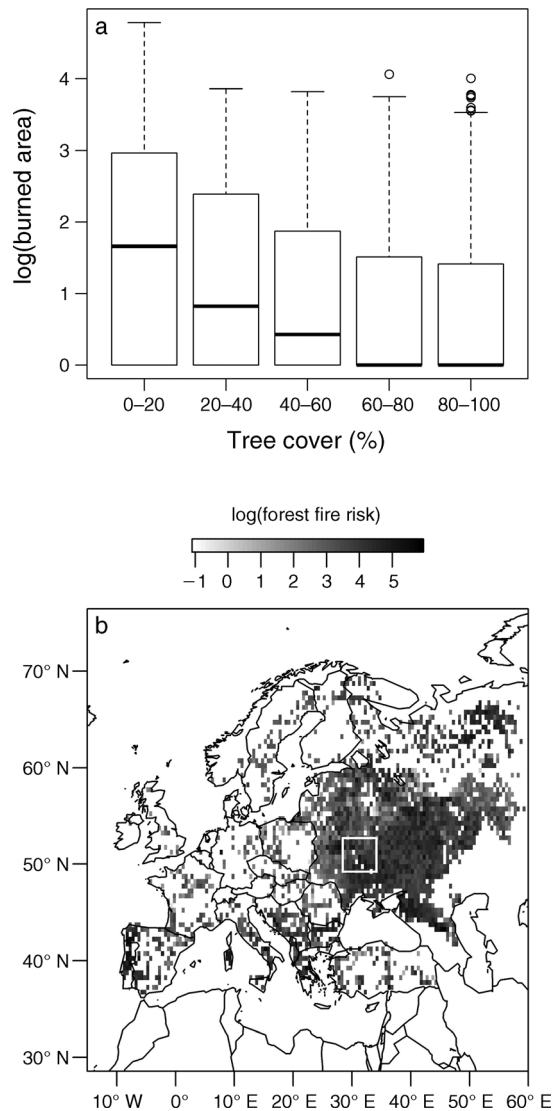 a
4
3
2
1
0
log(burned area)
0–20 20–40 40–60 60–80 80–100
Tree cover (%)
log(forest fire risk)
−1 0 1 2 3 4 5
b
70° N
60° N
50° N
40° N
30° N
10° W 0° 10° E 20° E 30° E 40° E 50° E 60° E